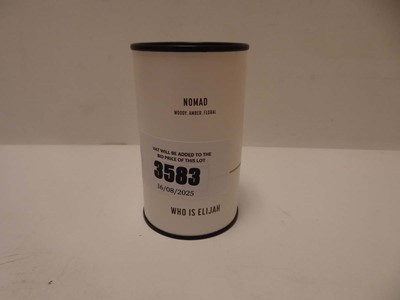 NOMAD
WOODY. AMBER. FLORAL
VAT WILL BE ADDED TO THE
BID PRICE OF THIS LOT
3583
16/08/2025
WHO IS ELIJAH